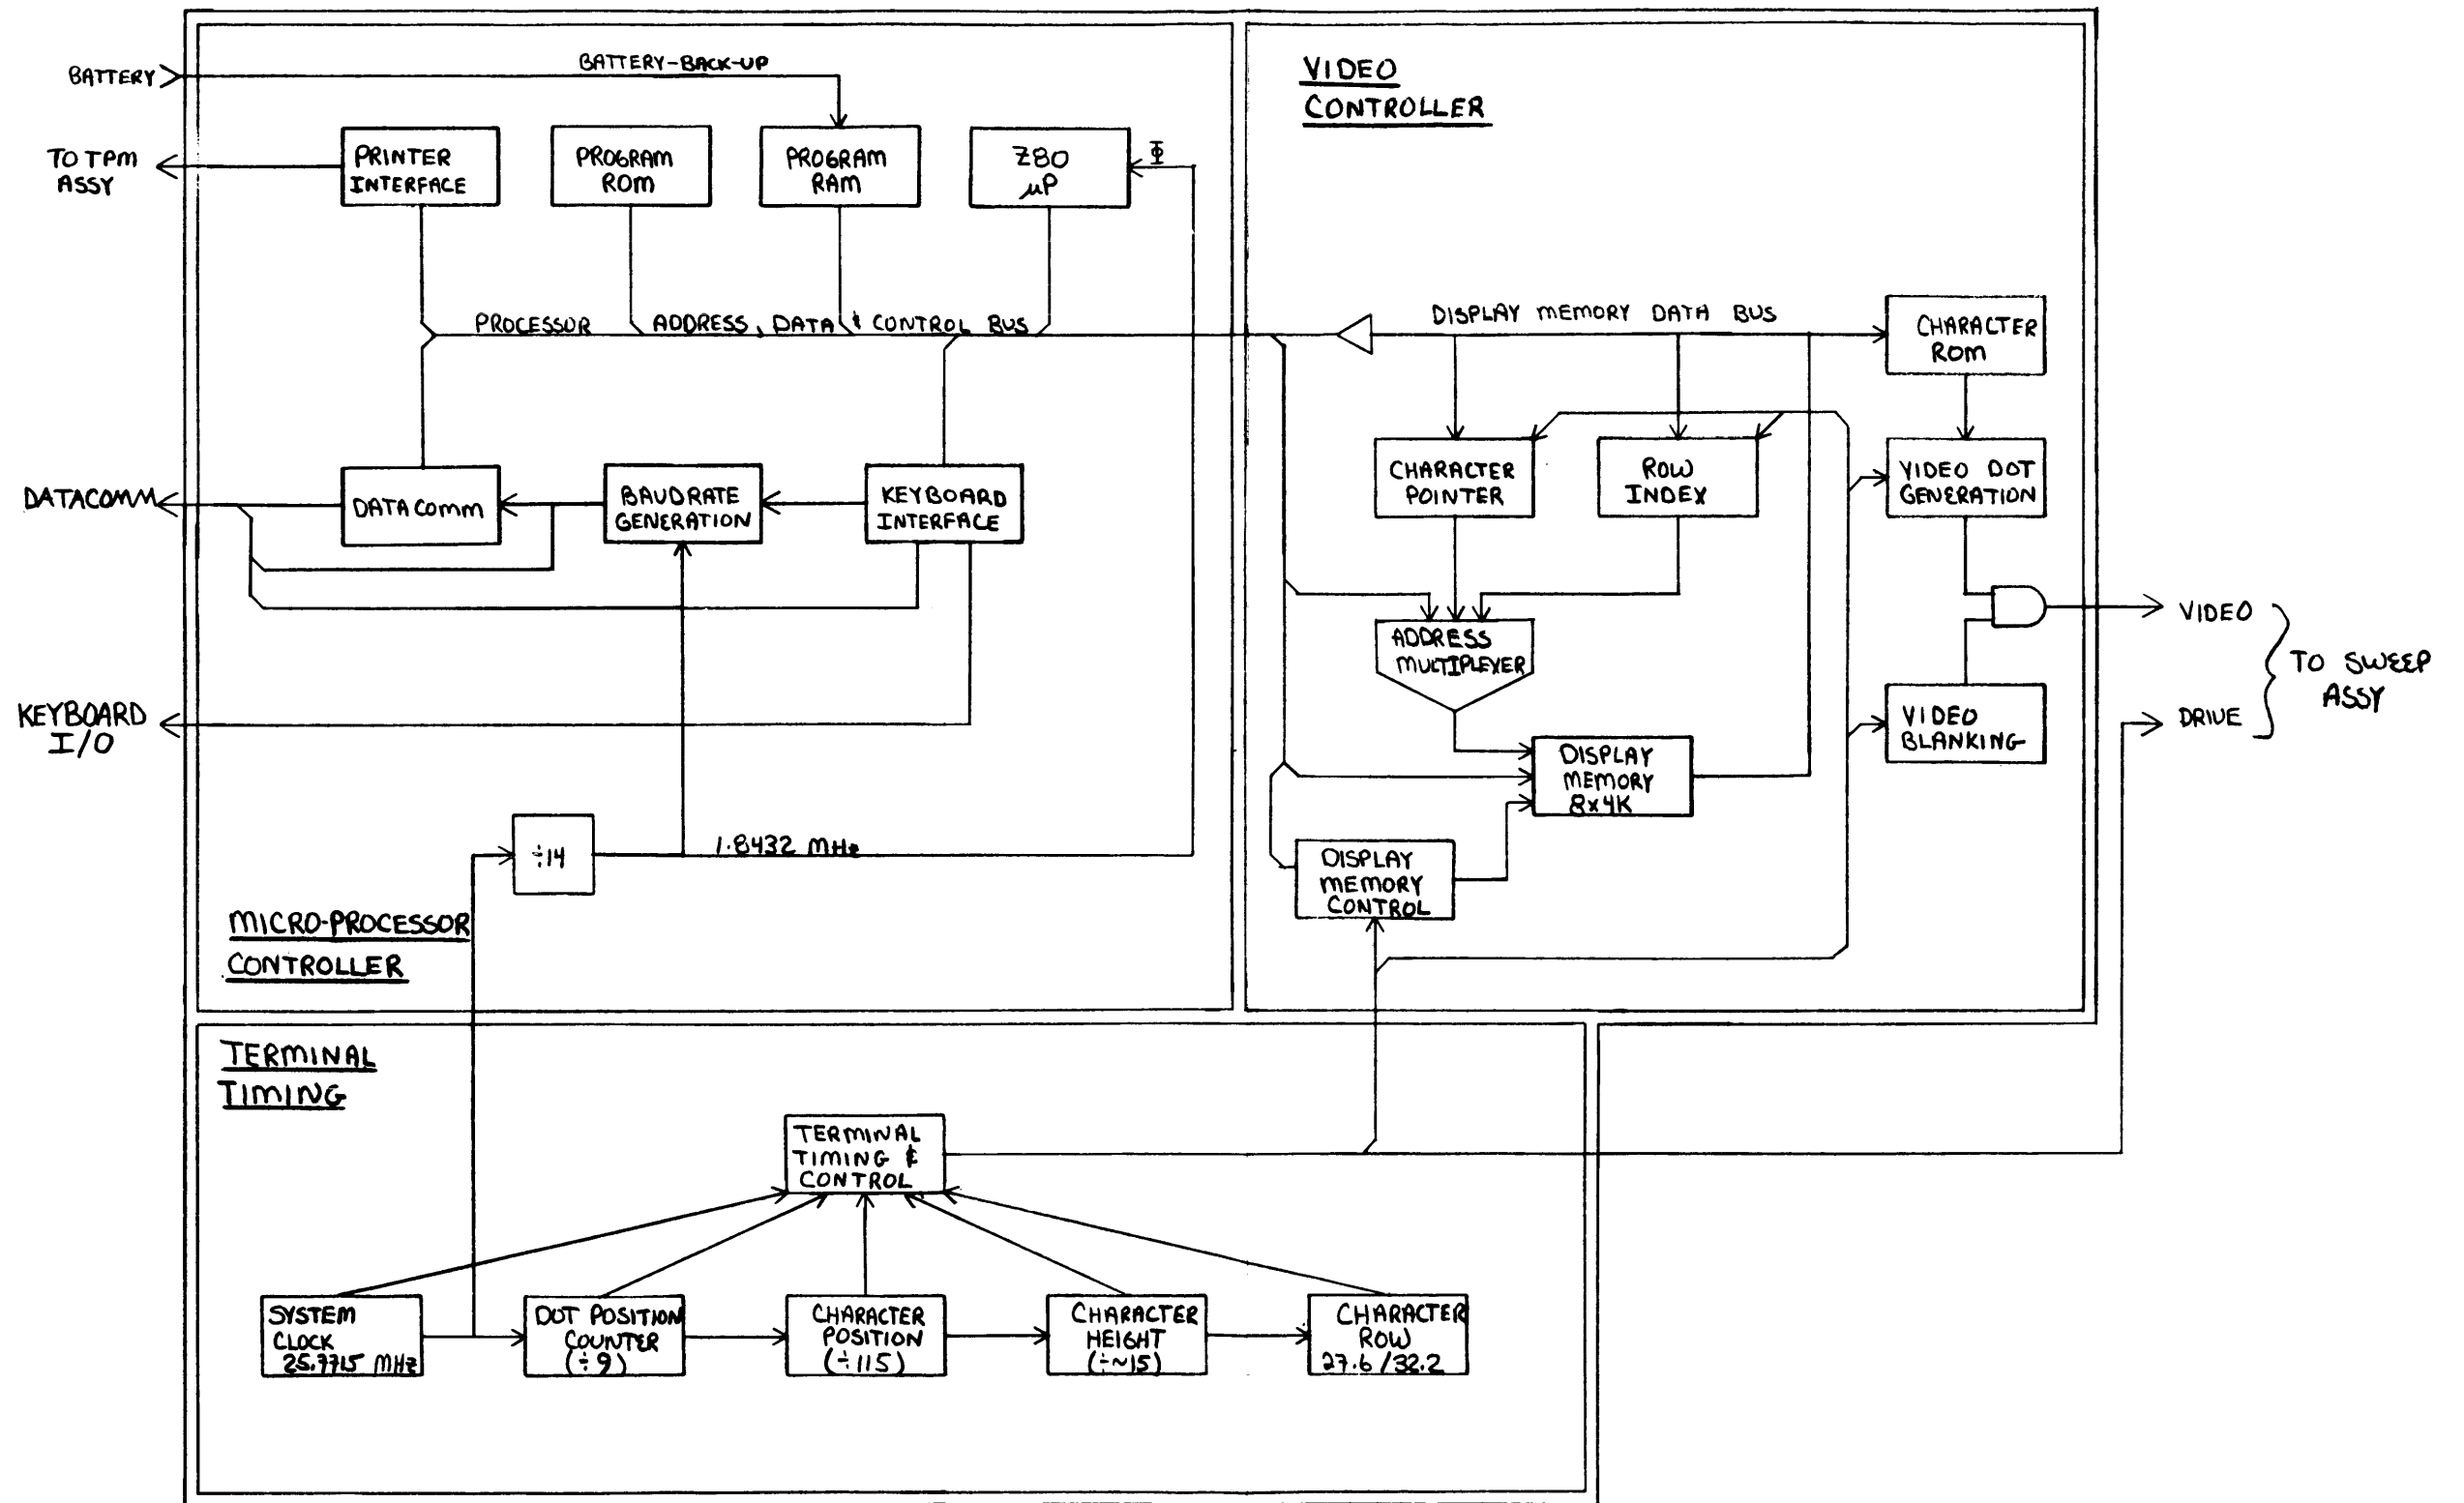 BATTERY
BATTERY-BACK-UP
TO TPM
ASSY
PRINTER
INTERFACE
PROGRAM
ROM
PROGRAM
RAM
Z80
μP
Φ
PROCESSOR ADDRESS, DATA & CONTROL BUS
DATACOMM
DATACOMM
BAUDRATE
GENERATION
KEYBOARD
INTERFACE
KEYBOARD
I/O
÷14
1.8432 MHz
MICRO-PROCESSOR
CONTROLLER
VIDEO
CONTROLLER
DISPLAY MEMORY DATA BUS
CHARACTER
ROM
CHARACTER
POINTER
ROW
INDEX
VIDEO DOT
GENERATION
ADDRESS
MULTIPLEXER
DISPLAY
MEMORY
8x4K
VIDEO
BLANKING
DISPLAY
MEMORY
CONTROL
VIDEO
DRIVE
TO SWEEP
ASSY
TERMINAL
TIMING
TERMINAL
TIMING &
CONTROL
SYSTEM
CLOCK
25.7715 MHz
DOT POSITION
COUNTER
(÷9)
CHARACTER
POSITION
(÷115)
CHARACTER
HEIGHT
(÷~15)
CHARACTER
ROW
27.6/32.2